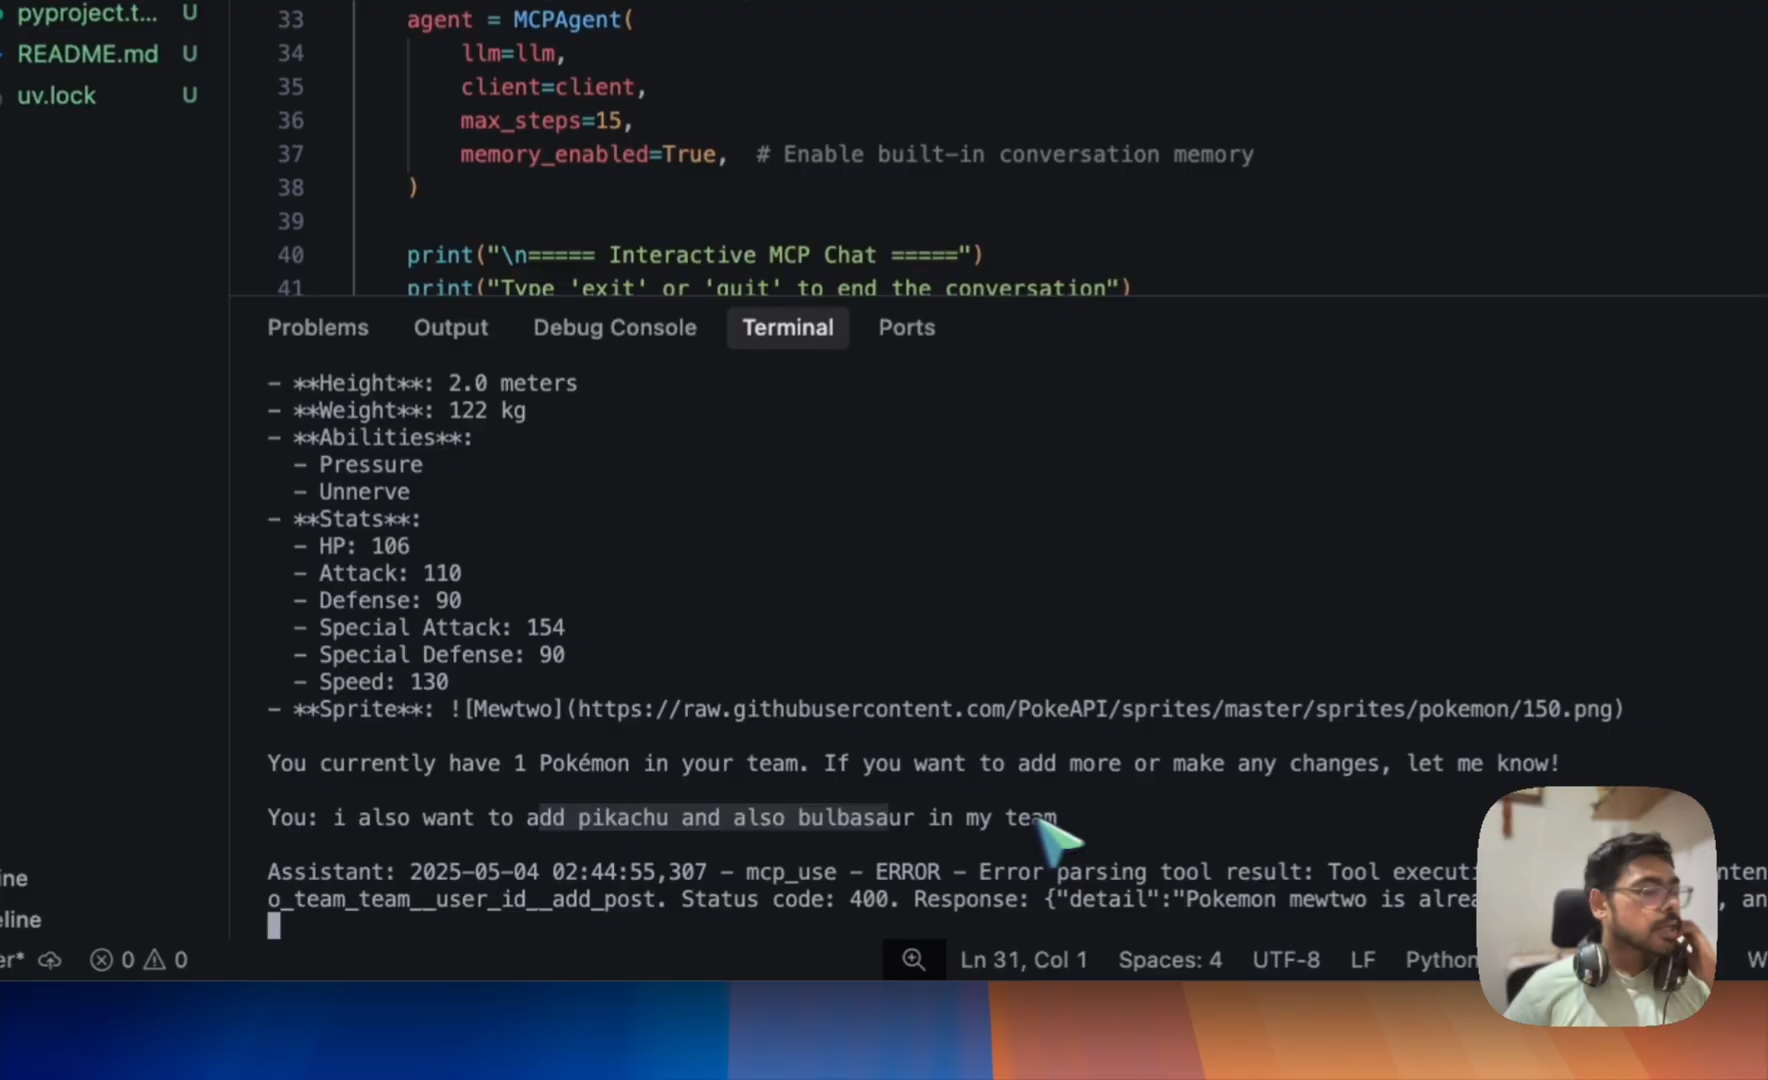 pyproject.t... U
README.md U
uv.lock U
33 agent = MCPAgent(
34 llm=llm,
35 client=client,
36 max_steps=15,
37 memory_enabled=True, # Enable built-in conversation memory
38 )
39
40 print("\n===== Interactive MCP Chat =====")
41 print("Type 'exit' or 'quit' to end the conversation")
Problems Output Debug Console Terminal Ports
- **Height**: 2.0 meters
- **Weight**: 122 kg
- **Abilities**:
- Pressure
- Unnerve
- **Stats**:
- HP: 106
- Attack: 110
- Defense: 90
- Special Attack: 154
- Special Defense: 90
- Speed: 130
- **Sprite**: ![Mewtwo](https://raw.githubusercontent.com/PokeAPI/sprites/master/sprites/pokemon/150.png)
You currently have 1 Pokémon in your team. If you want to add more or make any changes, let me know!
You: i also want to add pikachu and also bulbasaur in my team
Assistant: 2025-05-04 02:44:55,307 - mcp_use - ERROR - Error parsing tool result: Tool executi nten
o_team_team__user_id__add_post. Status code: 400. Response: {"detail":"Pokemon mewtwo is alrea , an
ine
eline
er* 0 0 Ln 31, Col 1 Spaces: 4 UTF-8 LF Python W